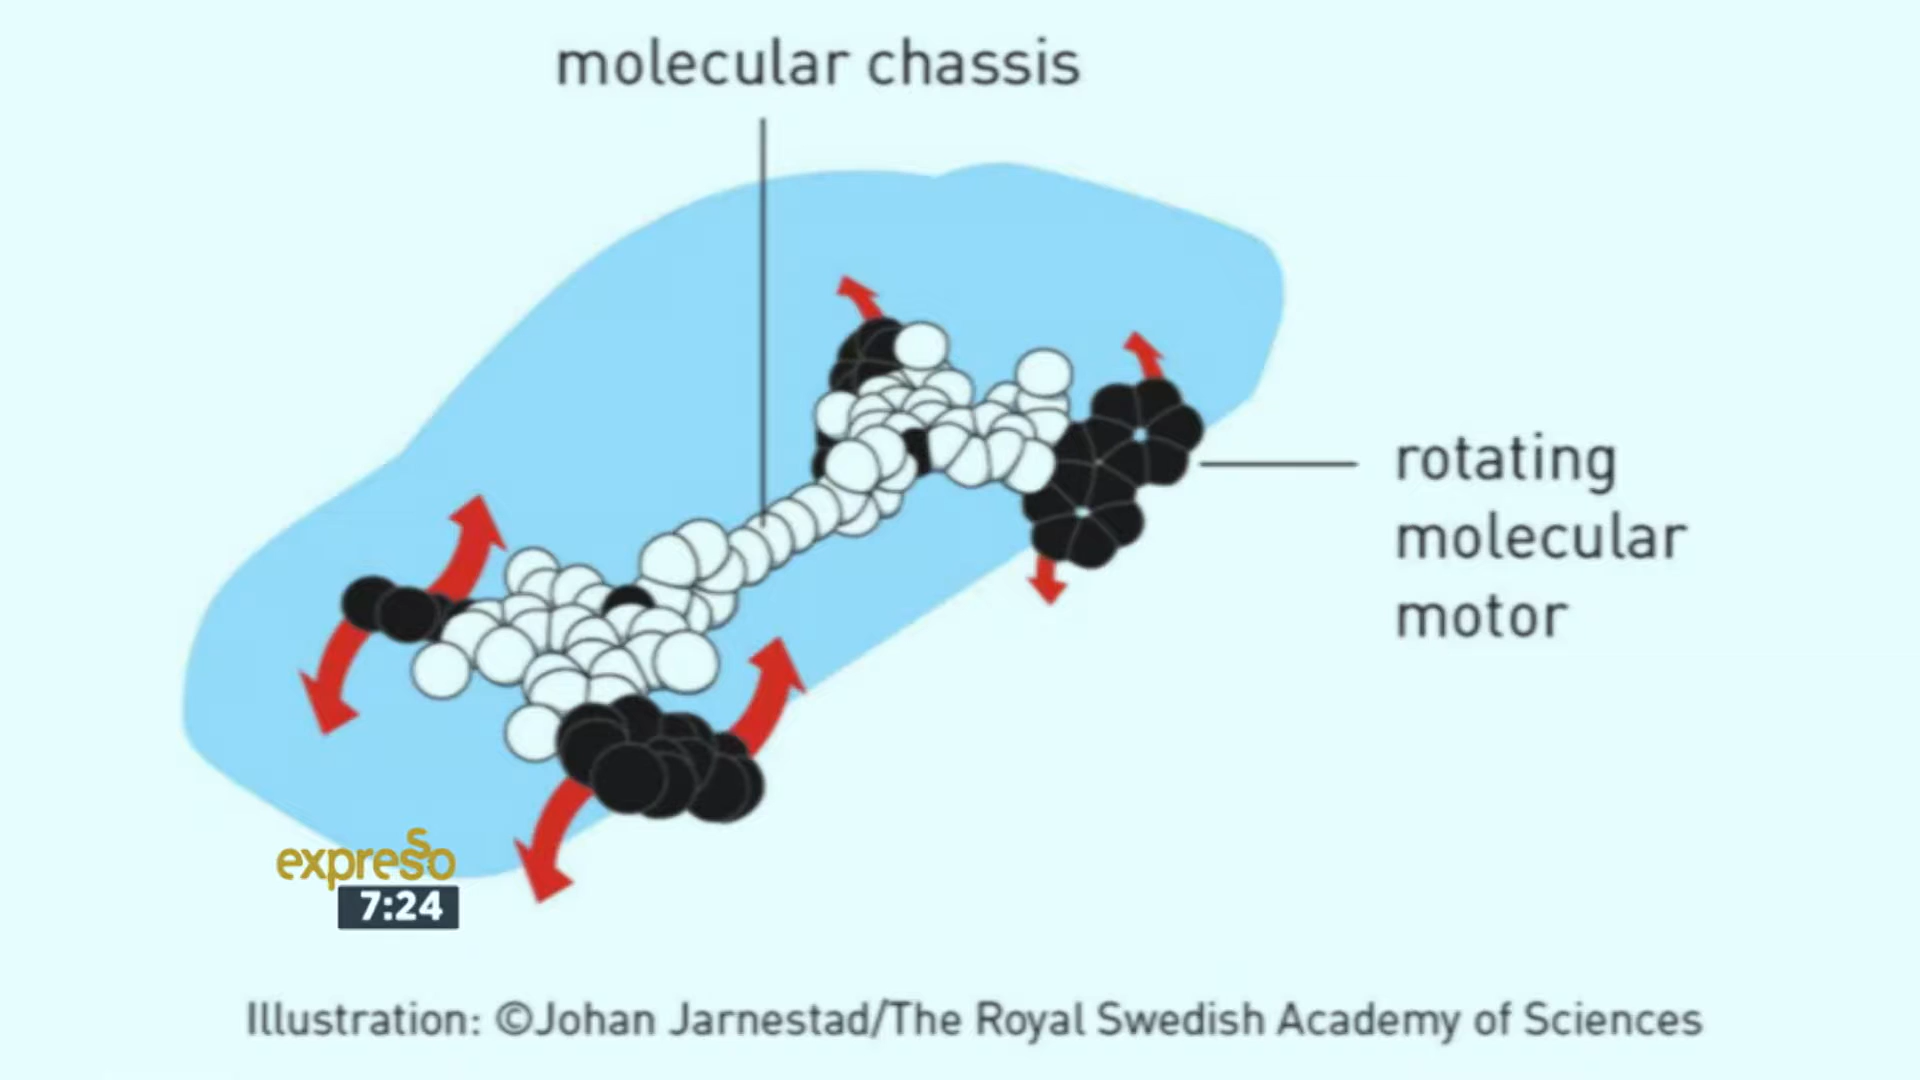 molecular chassis
rotating
molecular
motor
expresso
7:24
Illustration: ©Johan Jarnestad/The Royal Swedish Academy of Sciences